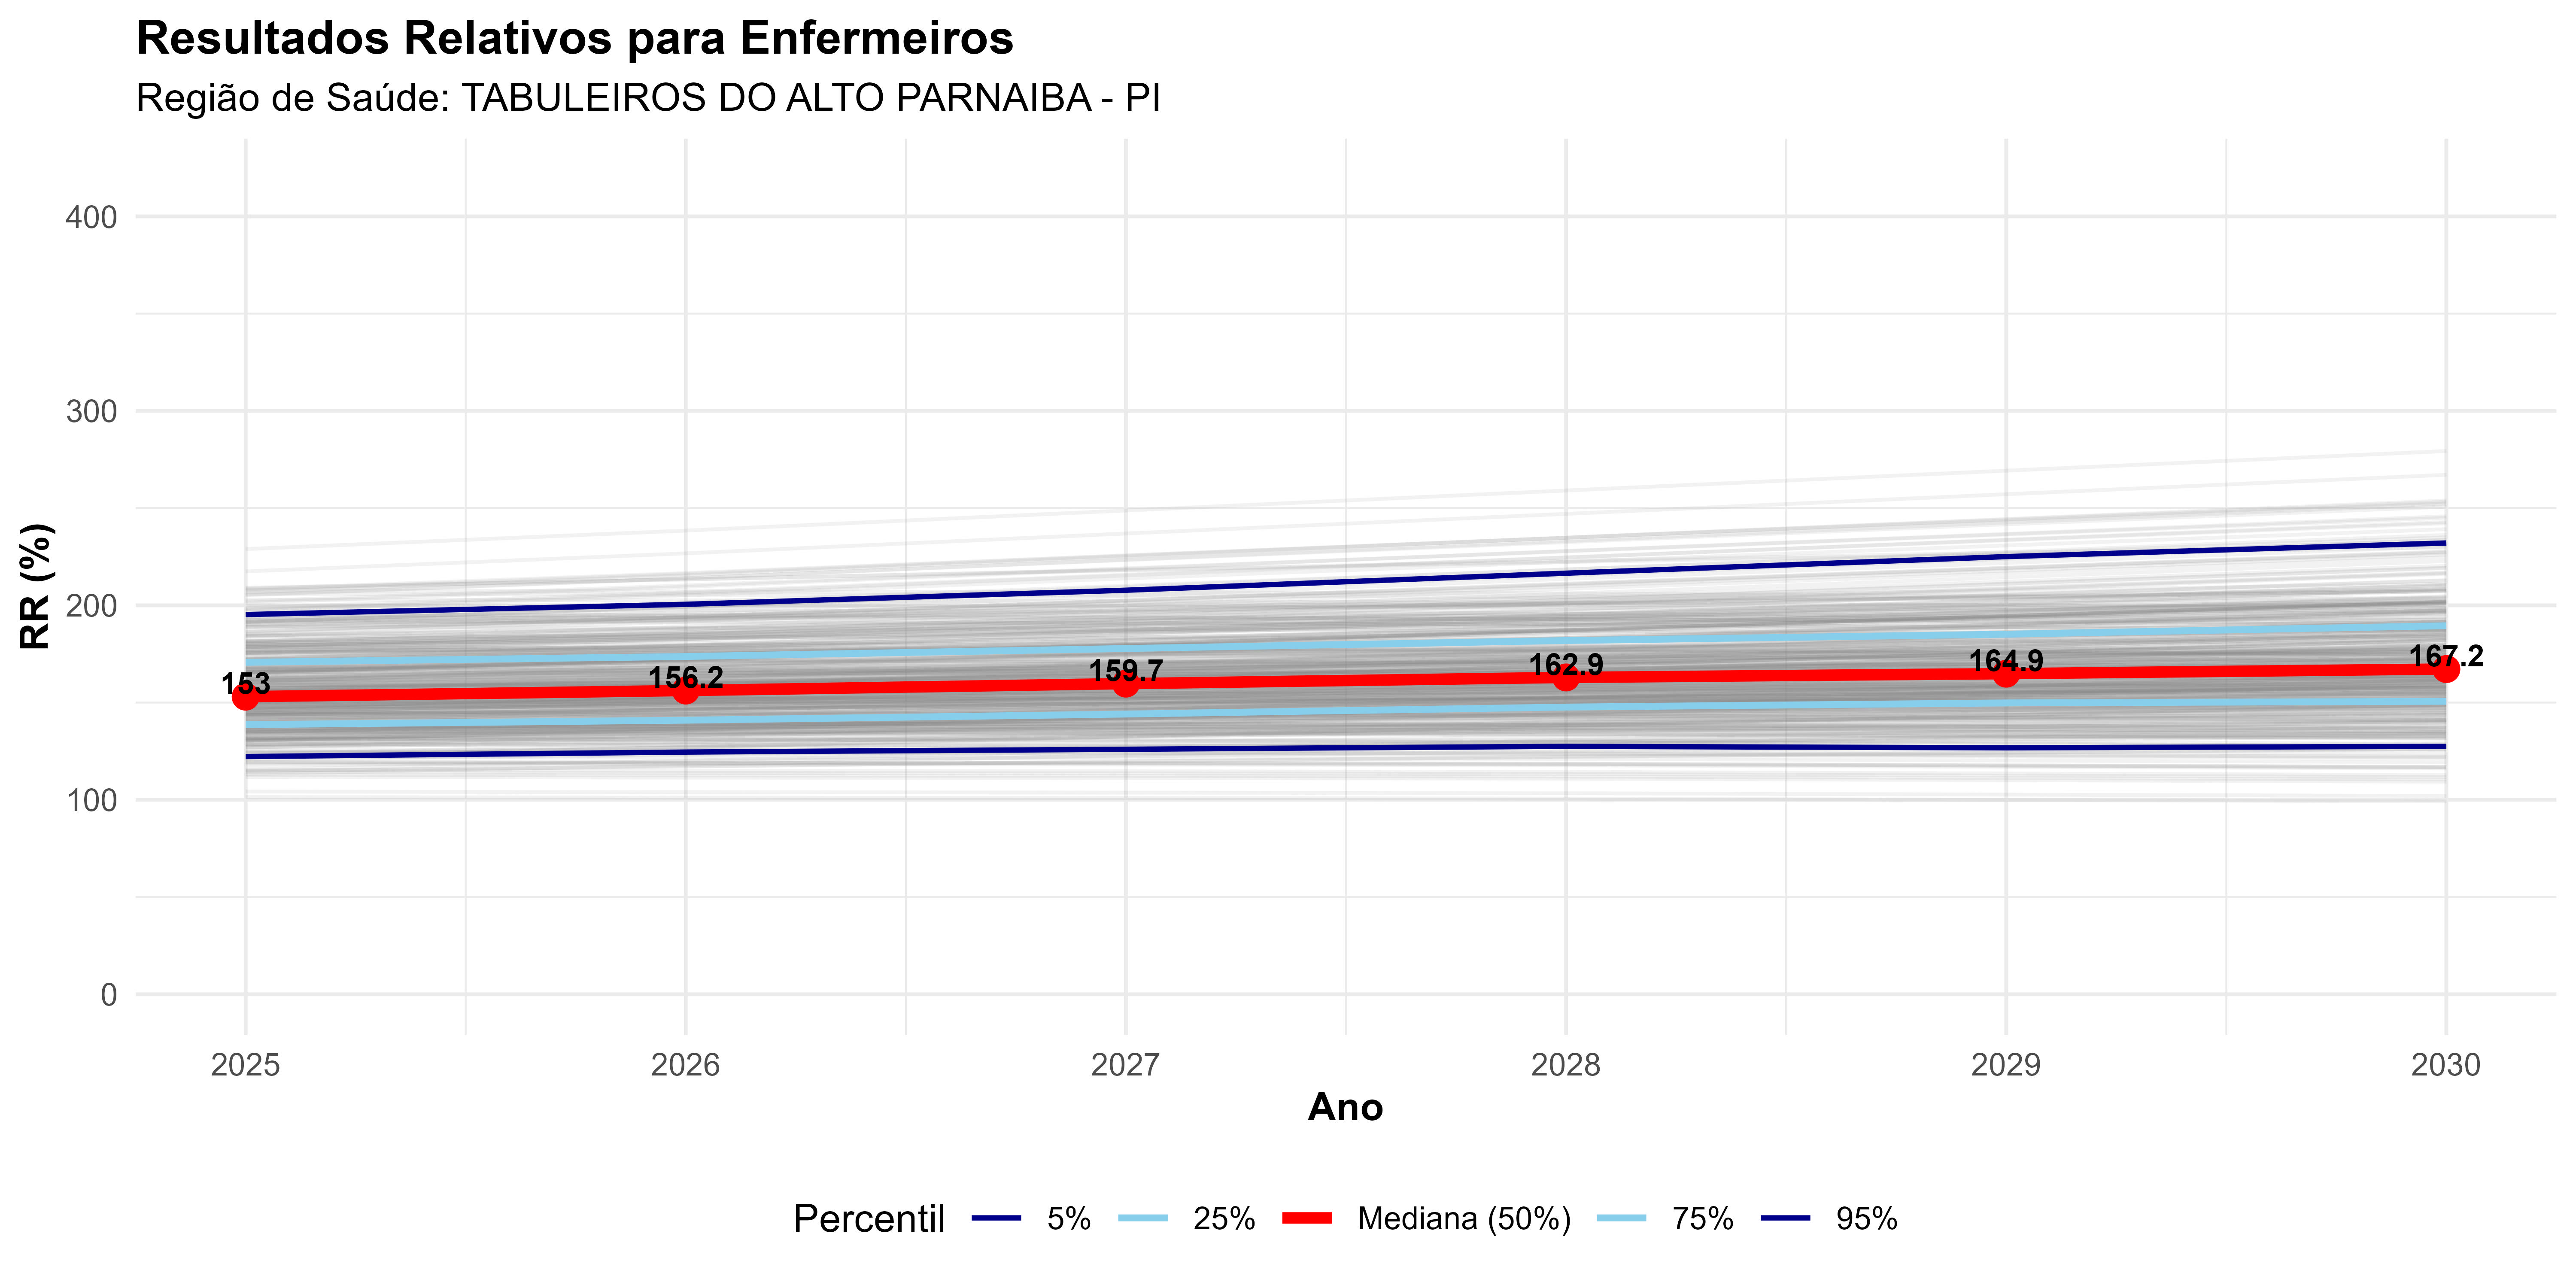 Resultados Relativos para Enfermeiros
Região de Saúde: TABULEIROS DO ALTO PARNAIBA - PI
RR (%)
400
300
200
100
0
153
156.2
159.7
162.9
164.9
167.2
2025 2026 2027 2028 2029 2030
Ano
Percentil 5% 25% Mediana (50%) 75% 95%